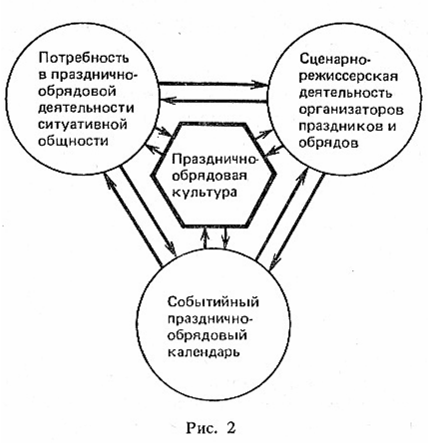 Потребность
в празднично-
обрядовой
деятельности
ситуативной
общности
Сценарно-
режиссерская
деятельность
организаторов
праздников и
обрядов
Празднично-
обрядовая
культура
Событийный
празднично-
обрядовый
календарь
Рис. 2